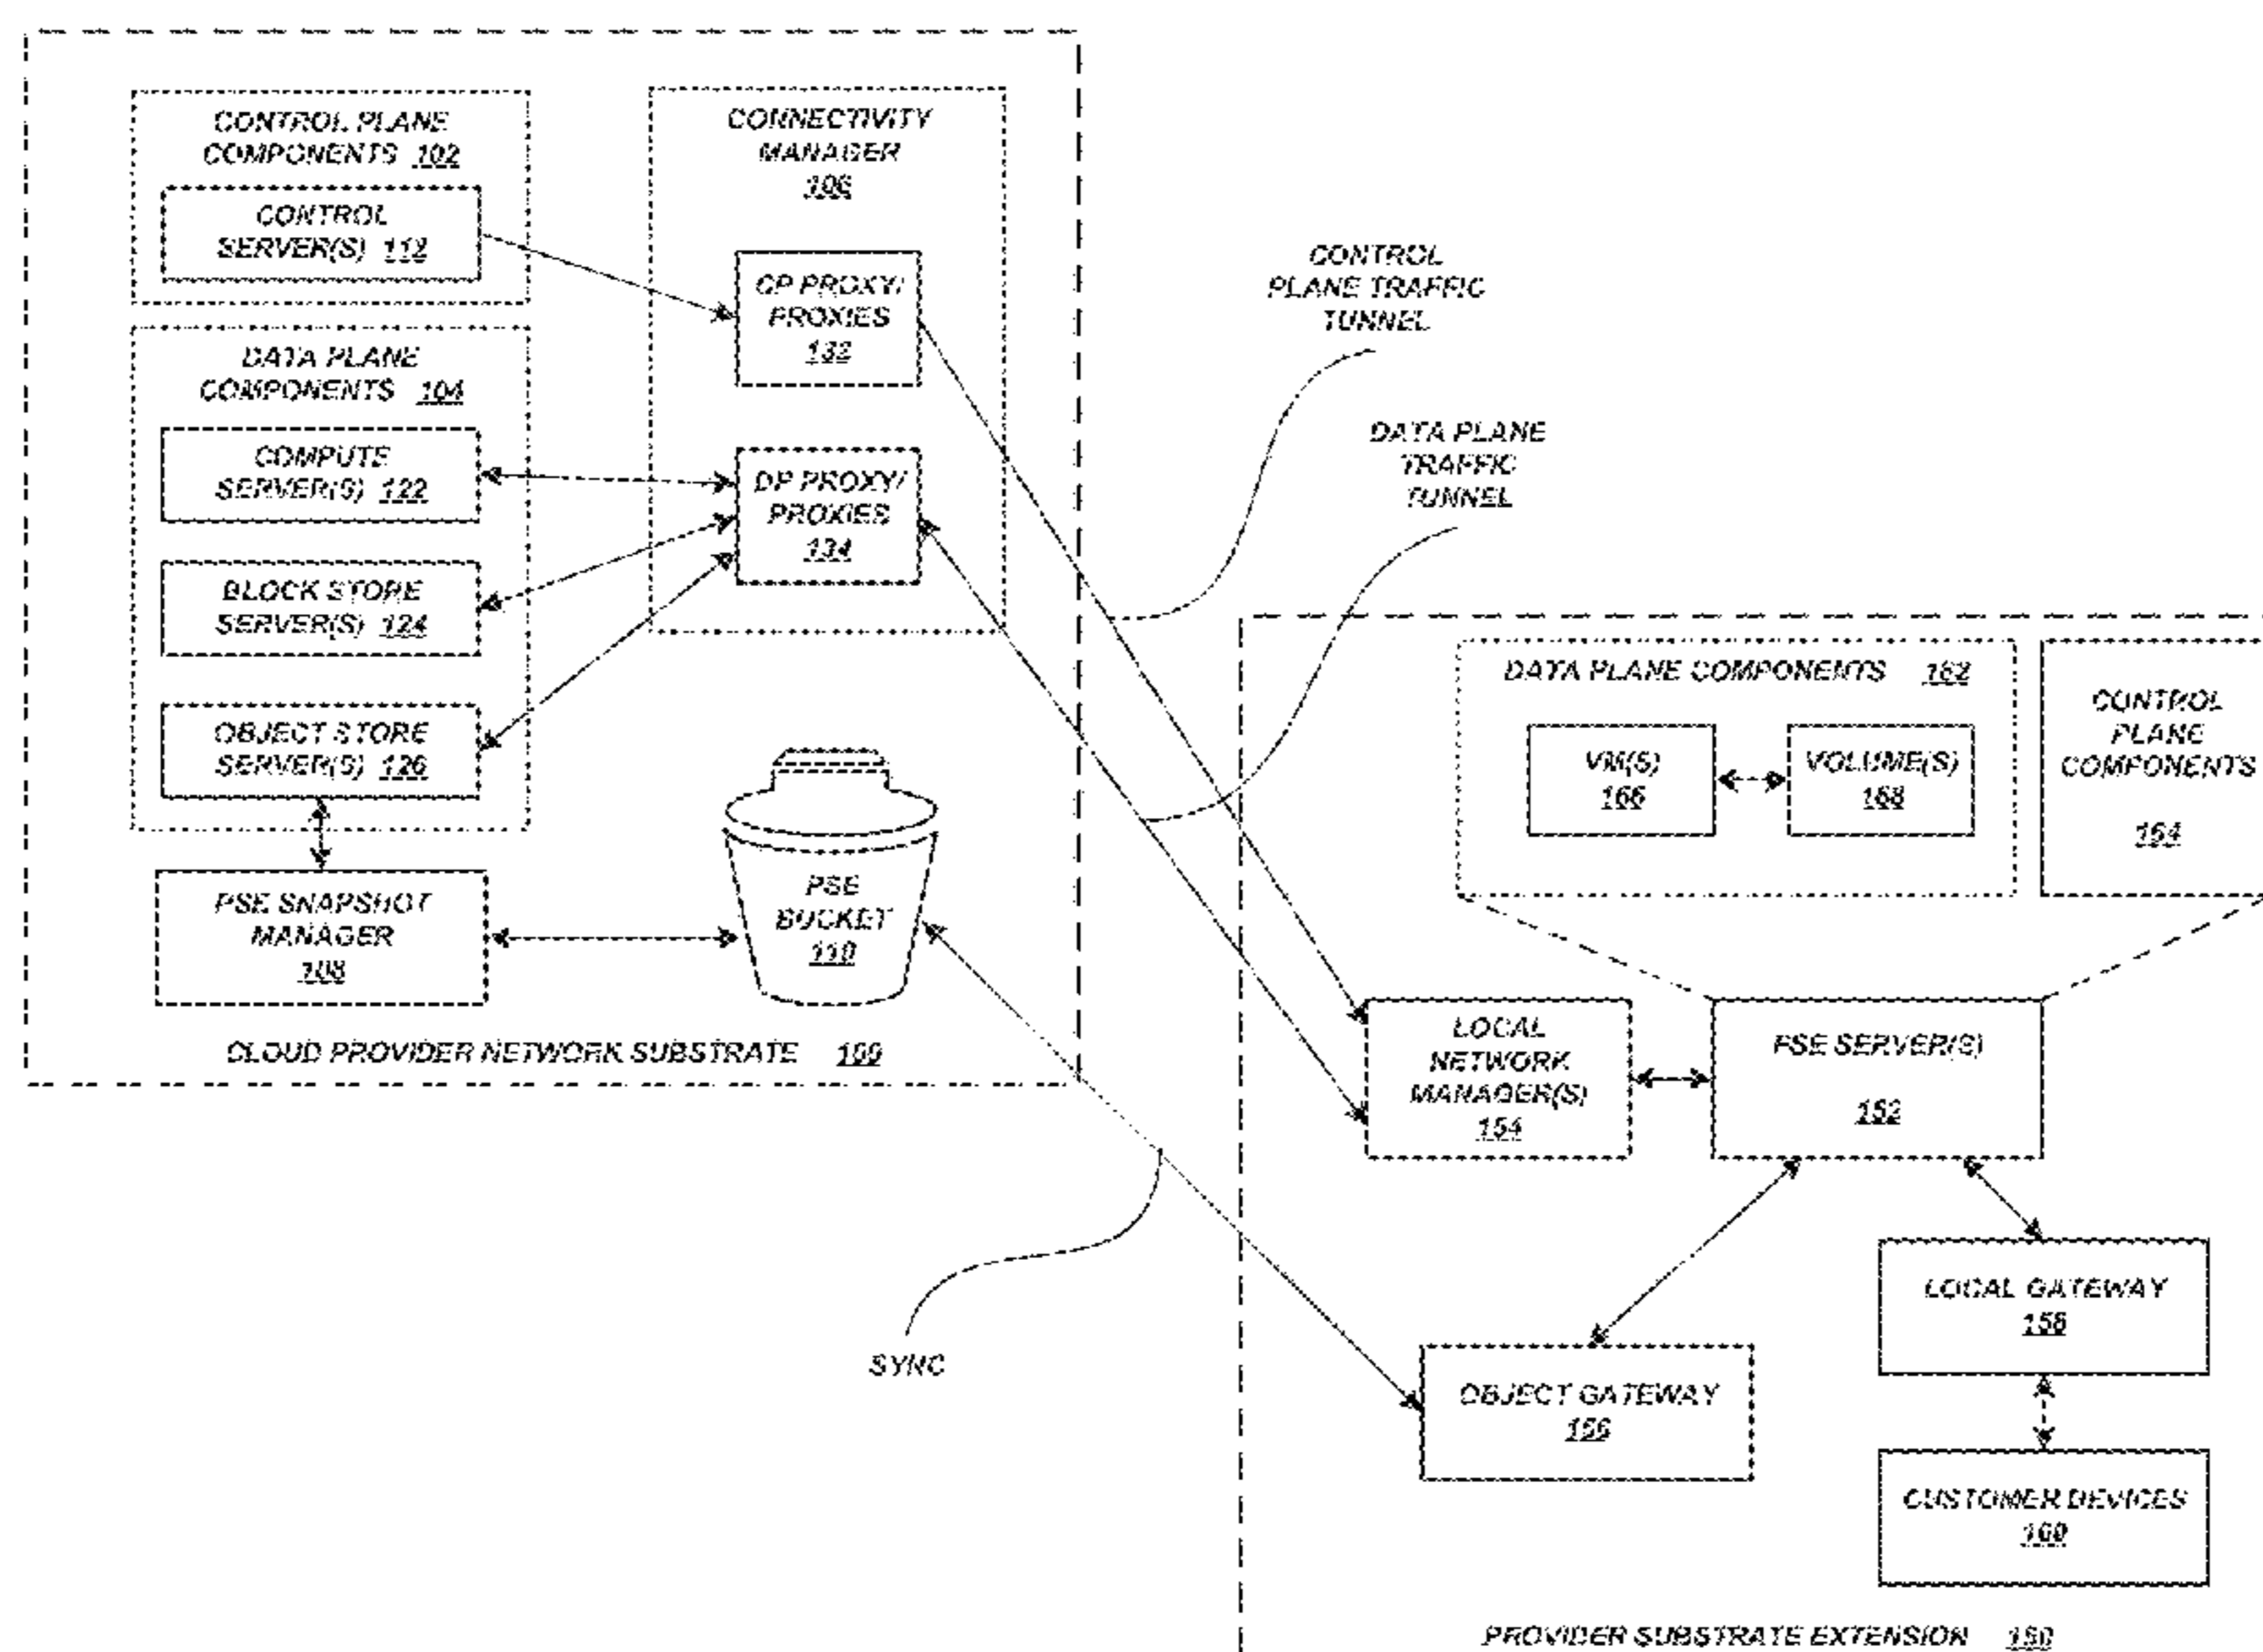 CONTROL PLANE
COMPONENTS 102
CONTROL
SERVER(S) 112
DATA PLANE
COMPONENTS 104
COMPUTE
SERVER(S) 122
BLOCK STORE
SERVER(S) 124
OBJECT STORE
SERVER(S) 126
PSE SNAPSHOT
MANAGER
108
CONNECTIVITY
MANAGER
106
CP PROXY/
PROXIES
132
DP PROXY/
PROXIES
134
PSE
BUCKET
110
CLOUD PROVIDER NETWORK SUBSTRATE 100
CONTROL
PLANE TRAFFIC
TUNNEL
DATA PLANE
TRAFFIC
TUNNEL
SYNC
DATA PLANE COMPONENTS 162
VM(S)
166
VOLUME(S)
168
CONTROL
PLANE
COMPONENTS
164
LOCAL
NETWORK
MANAGER(S)
154
PSE SERVER(S)
152
OBJECT GATEWAY
156
LOCAL GATEWAY
158
CUSTOMER DEVICES
160
PROVIDER SUBSTRATE EXTENSION 150